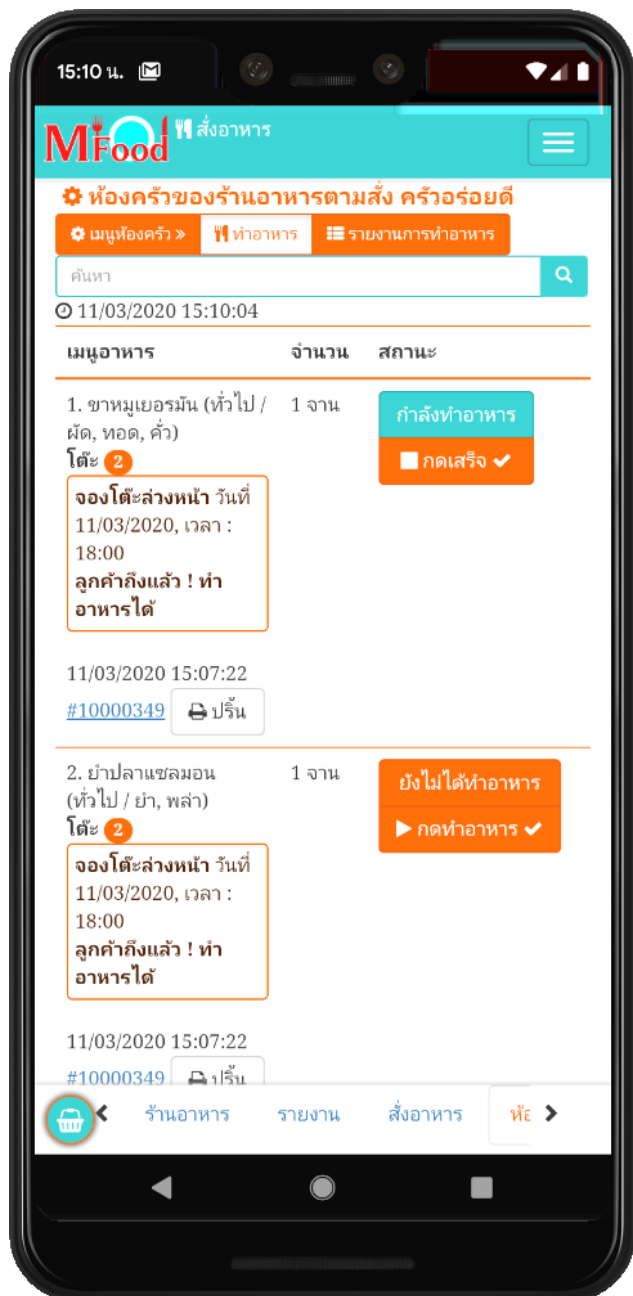 15:10 น.
MFood สั่งอาหาร
ห้องครัวของร้านอาหารตามสั่ง ครัวอร่อยดี
เมนูห้องครัว » ทำอาหาร รายงานการทำอาหาร
ค้นหา
11/03/2020 15:10:04
เมนูอาหาร จำนวน สถานะ
1. ขาหมูเยอรมัน (ทั่วไป / 1 จาน กำลังทำอาหาร
ผัด, ทอด, คั่ว)
โต๊ะ 2 กดเสร็จ
จองโต๊ะล่วงหน้า วันที่
11/03/2020, เวลา :
18:00
ลูกค้าถึงแล้ว ! ทำ
อาหารได้
11/03/2020 15:07:22
#10000349 ปริ้น
2. ยำปลาแซลมอน 1 จาน ยังไม่ได้ทำอาหาร
(ทั่วไป / ยำ, พล่า)
โต๊ะ 2 กดทำอาหาร
จองโต๊ะล่วงหน้า วันที่
11/03/2020, เวลา :
18:00
ลูกค้าถึงแล้ว ! ทำ
อาหารได้
11/03/2020 15:07:22
#10000349 ปริ้น
ร้านอาหาร รายงาน สั่งอาหาร ห้อ